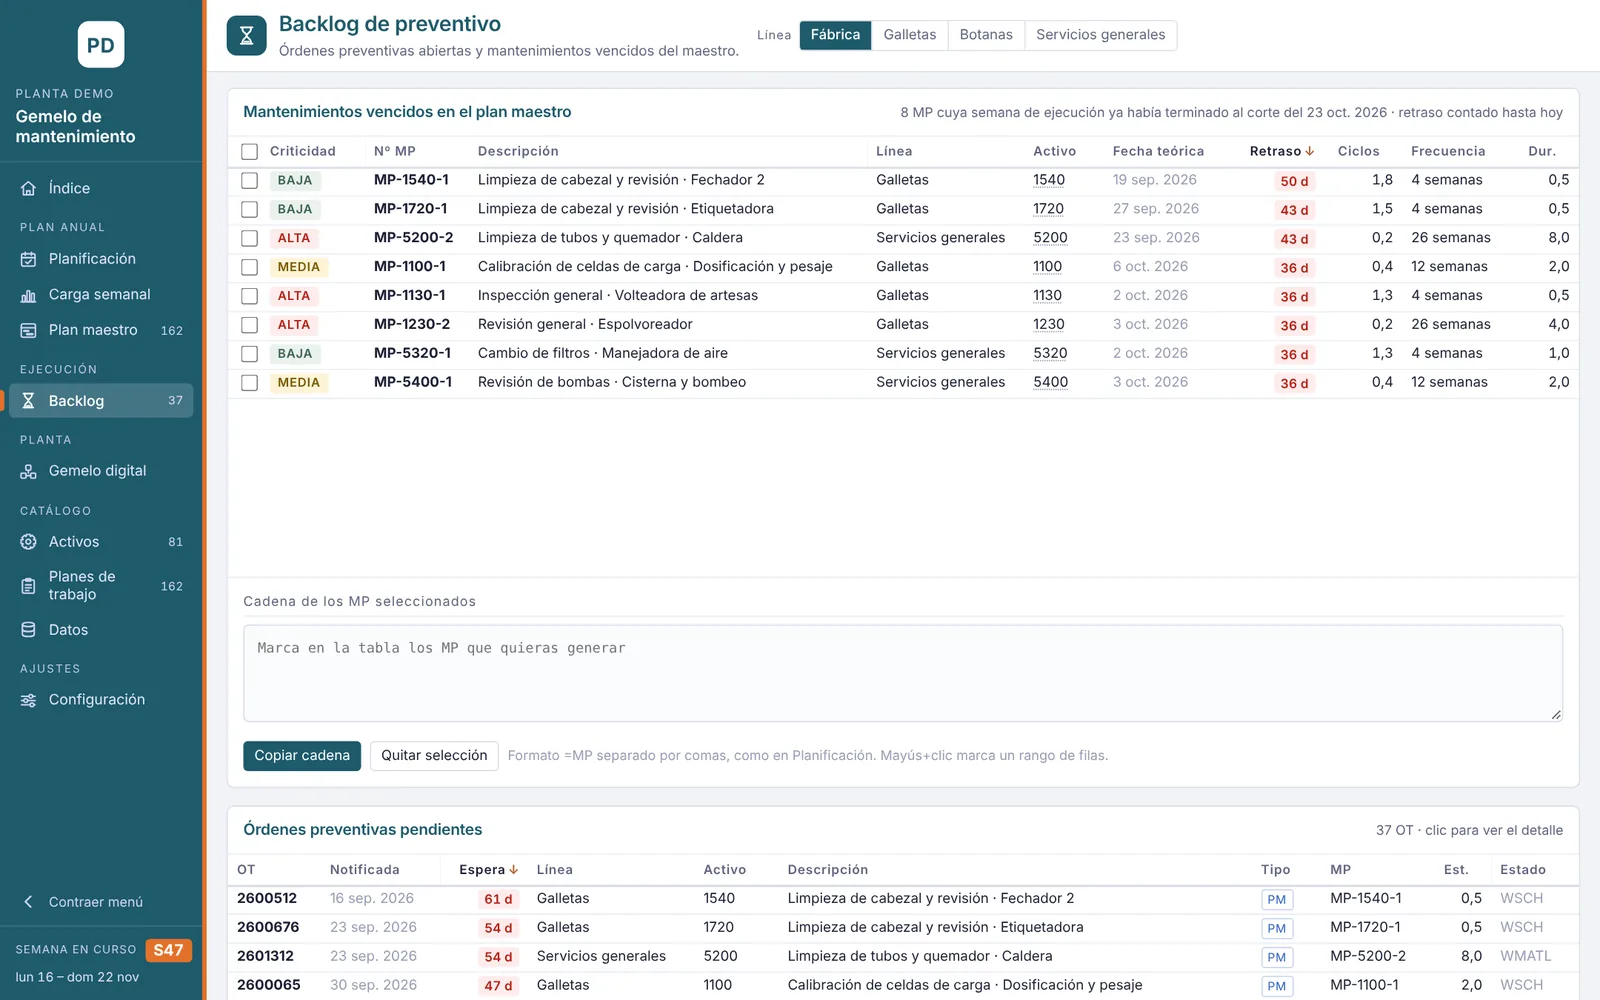 PD
PLANTA DEMO
Gemelo de
mantenimiento
Índice
PLAN ANUAL
Planificación
Carga semanal
Plan maestro 162
EJECUCIÓN
Backlog 37
PLANTA
Gemelo digital
CATÁLOGO
Activos 81
Planes de
trabajo 162
Datos
AJUSTES
Configuración
Contraer menú
SEMANA EN CURSO S47
lun 16 – dom 22 nov
Backlog de preventivo
Órdenes preventivas abiertas y mantenimientos vencidos del maestro.
Línea Fábrica Galletas Botanas Servicios generales
Mantenimientos vencidos en el plan maestro
8 MP cuya semana de ejecución ya había terminado al corte del 23 oct. 2026 · retraso contado hasta hoy
Criticidad Nº MP Descripción Línea Activo Fecha teórica Retraso ↓ Ciclos Frecuencia Dur.
BAJA MP-1540-1 Limpieza de cabezal y revisión · Fechador 2 Galletas 1540 19 sep. 2026 50 d 1,8 4 semanas 0,5
BAJA MP-1720-1 Limpieza de cabezal y revisión · Etiquetadora Galletas 1720 27 sep. 2026 43 d 1,5 4 semanas 0,5
ALTA MP-5200-2 Limpieza de tubos y quemador · Caldera Servicios generales 5200 23 sep. 2026 43 d 0,2 26 semanas 8,0
MEDIA MP-1100-1 Calibración de celdas de carga · Dosificación y pesaje Galletas 1100 6 oct. 2026 36 d 0,4 12 semanas 2,0
ALTA MP-1130-1 Inspección general · Volteadora de artesas Galletas 1130 2 oct. 2026 36 d 1,3 4 semanas 0,5
ALTA MP-1230-2 Revisión general · Espolvoreador Galletas 1230 3 oct. 2026 36 d 0,2 26 semanas 4,0
BAJA MP-5320-1 Cambio de filtros · Manejadora de aire Servicios generales 5320 2 oct. 2026 36 d 1,3 4 semanas 1,0
MEDIA MP-5400-1 Revisión de bombas · Cisterna y bombeo Servicios generales 5400 3 oct. 2026 36 d 0,4 12 semanas 2,0
Cadena de los MP seleccionados
Marca en la tabla los MP que quieras generar
Copiar cadena Quitar selección Formato =MP separado por comas, como en Planificación. Mayús+clic marca un rango de filas.
Órdenes preventivas pendientes
37 OT · clic para ver el detalle
OT Notificada Espera ↓ Línea Activo Descripción Tipo MP Est. Estado
2600512 16 sep. 2026 61 d Galletas 1540 Limpieza de cabezal y revisión · Fechador 2 PM MP-1540-1 0,5 WSCH
2600676 23 sep. 2026 54 d Galletas 1720 Limpieza de cabezal y revisión · Etiquetadora PM MP-1720-1 0,5 WSCH
2601312 23 sep. 2026 54 d Servicios generales 5200 Limpieza de tubos y quemador · Caldera PM MP-5200-2 8,0 WMATL
2600065 30 sep. 2026 47 d Galletas 1100 Calibración de celdas de carga · Dosificación y pesaje PM MP-1100-1 2,0 WSCH